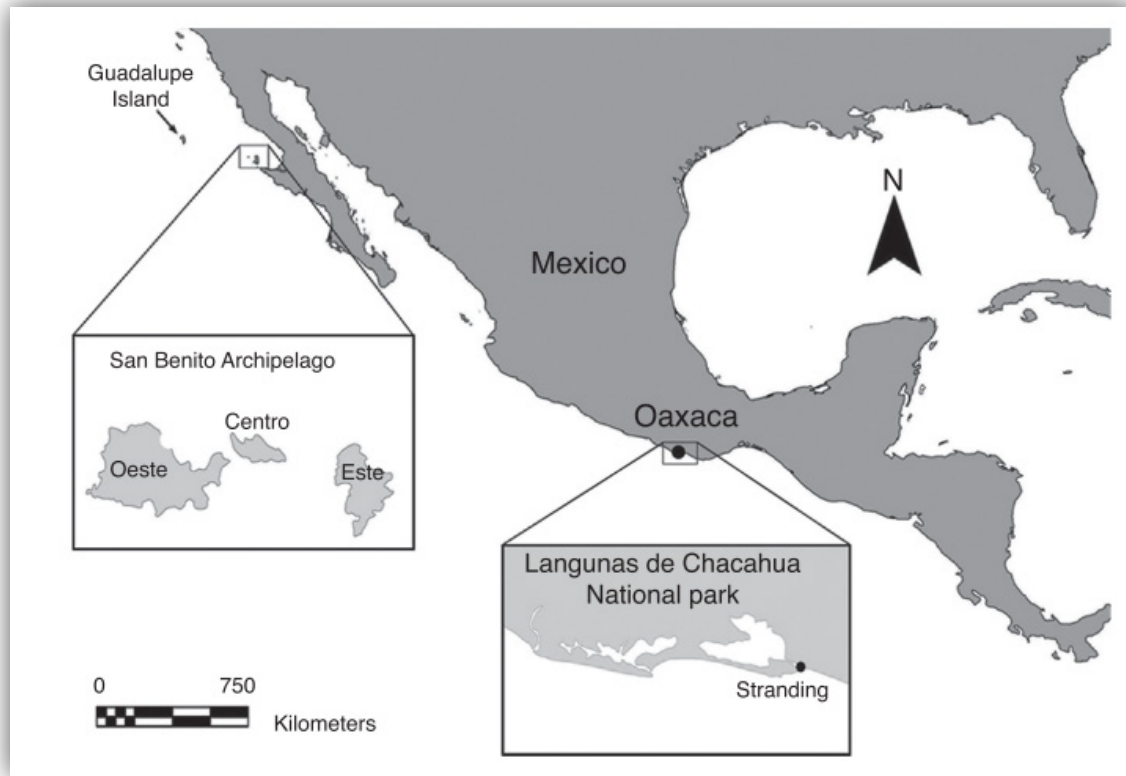 Guadalupe
Island
N
Mexico
San Benito Archipelago
Centro
Oeste
Este
Oaxaca
Langunas de Chacahua
National park
Stranding
0 750
Kilometers